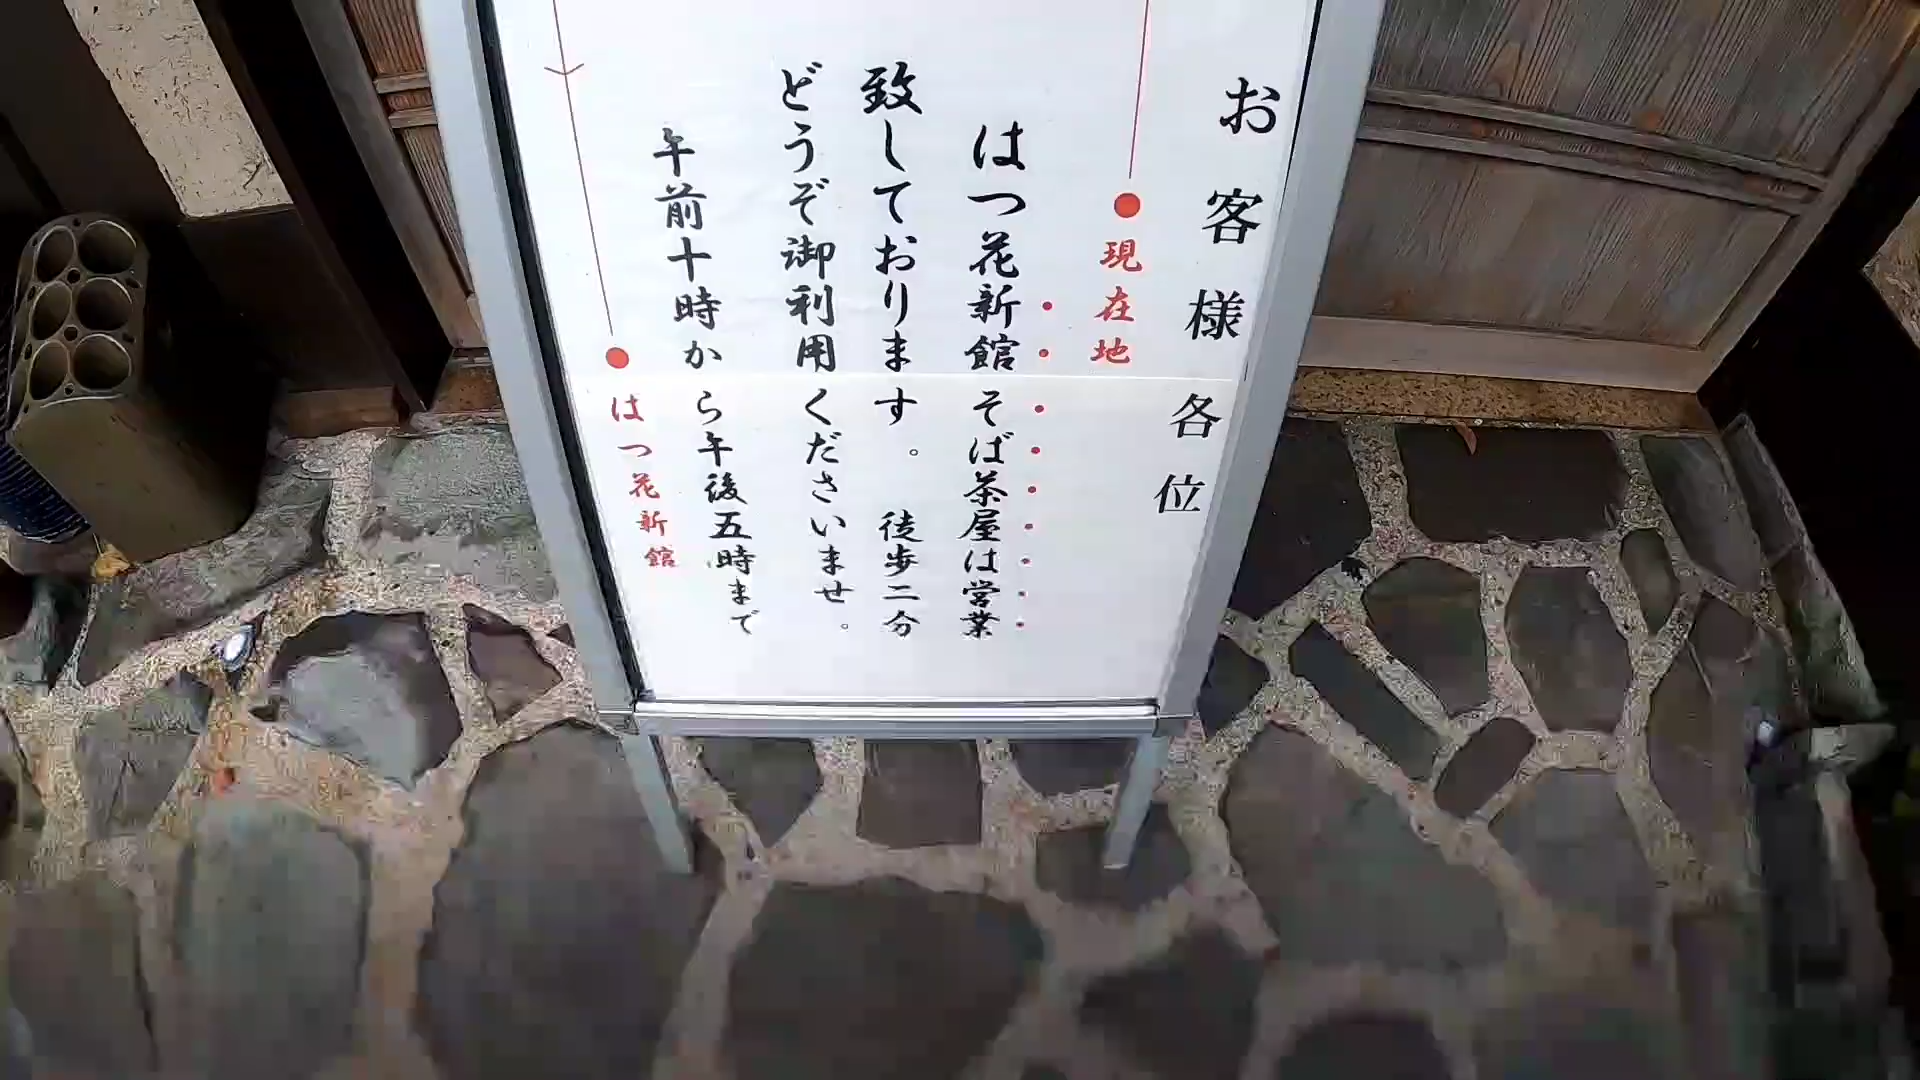 お客様各位
現在地
はつ花新館そば茶屋は営業
致しております。徒歩二分
どうぞ御利用くださいませ。
午前十時から午後五時まで
はつ花新館